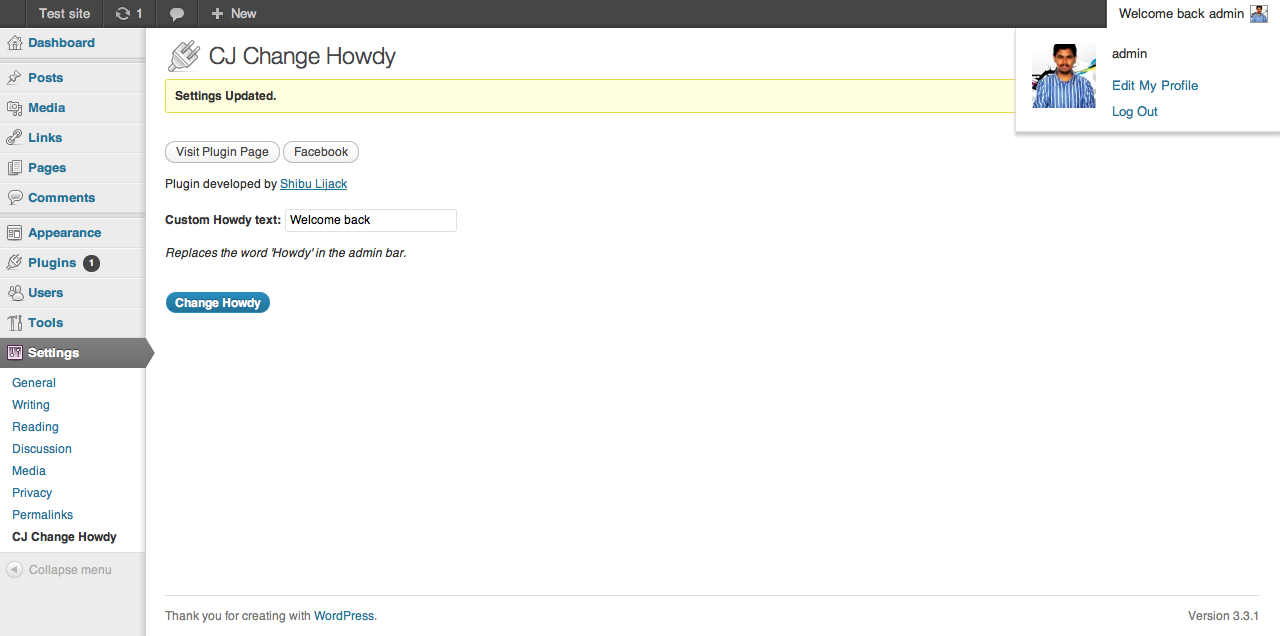 Test site 1 New Welcome back admin
admin
Edit My Profile
Log Out
Dashboard
Posts
Media
Links
Pages
Comments
Appearance
Plugins 1
Users
Tools
Settings
General
Writing
Reading
Discussion
Media
Privacy
Permalinks
CJ Change Howdy
Collapse menu
CJ Change Howdy
Settings Updated.
Visit Plugin Page Facebook
Plugin developed by Shibu Lijack
Custom Howdy text: Welcome back
Replaces the word 'Howdy' in the admin bar.
Change Howdy
Thank you for creating with WordPress. Version 3.3.1